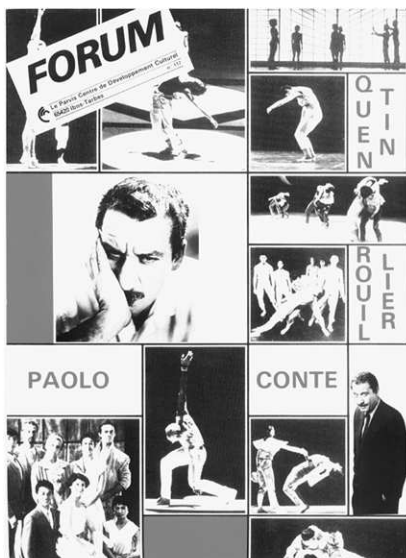 FORUM
Le Parvis Centre de Développement Culturel
65420 Ibos-Tarbes
QUEN
TIN
ROUIL
LIER
PAOLO
CONTE